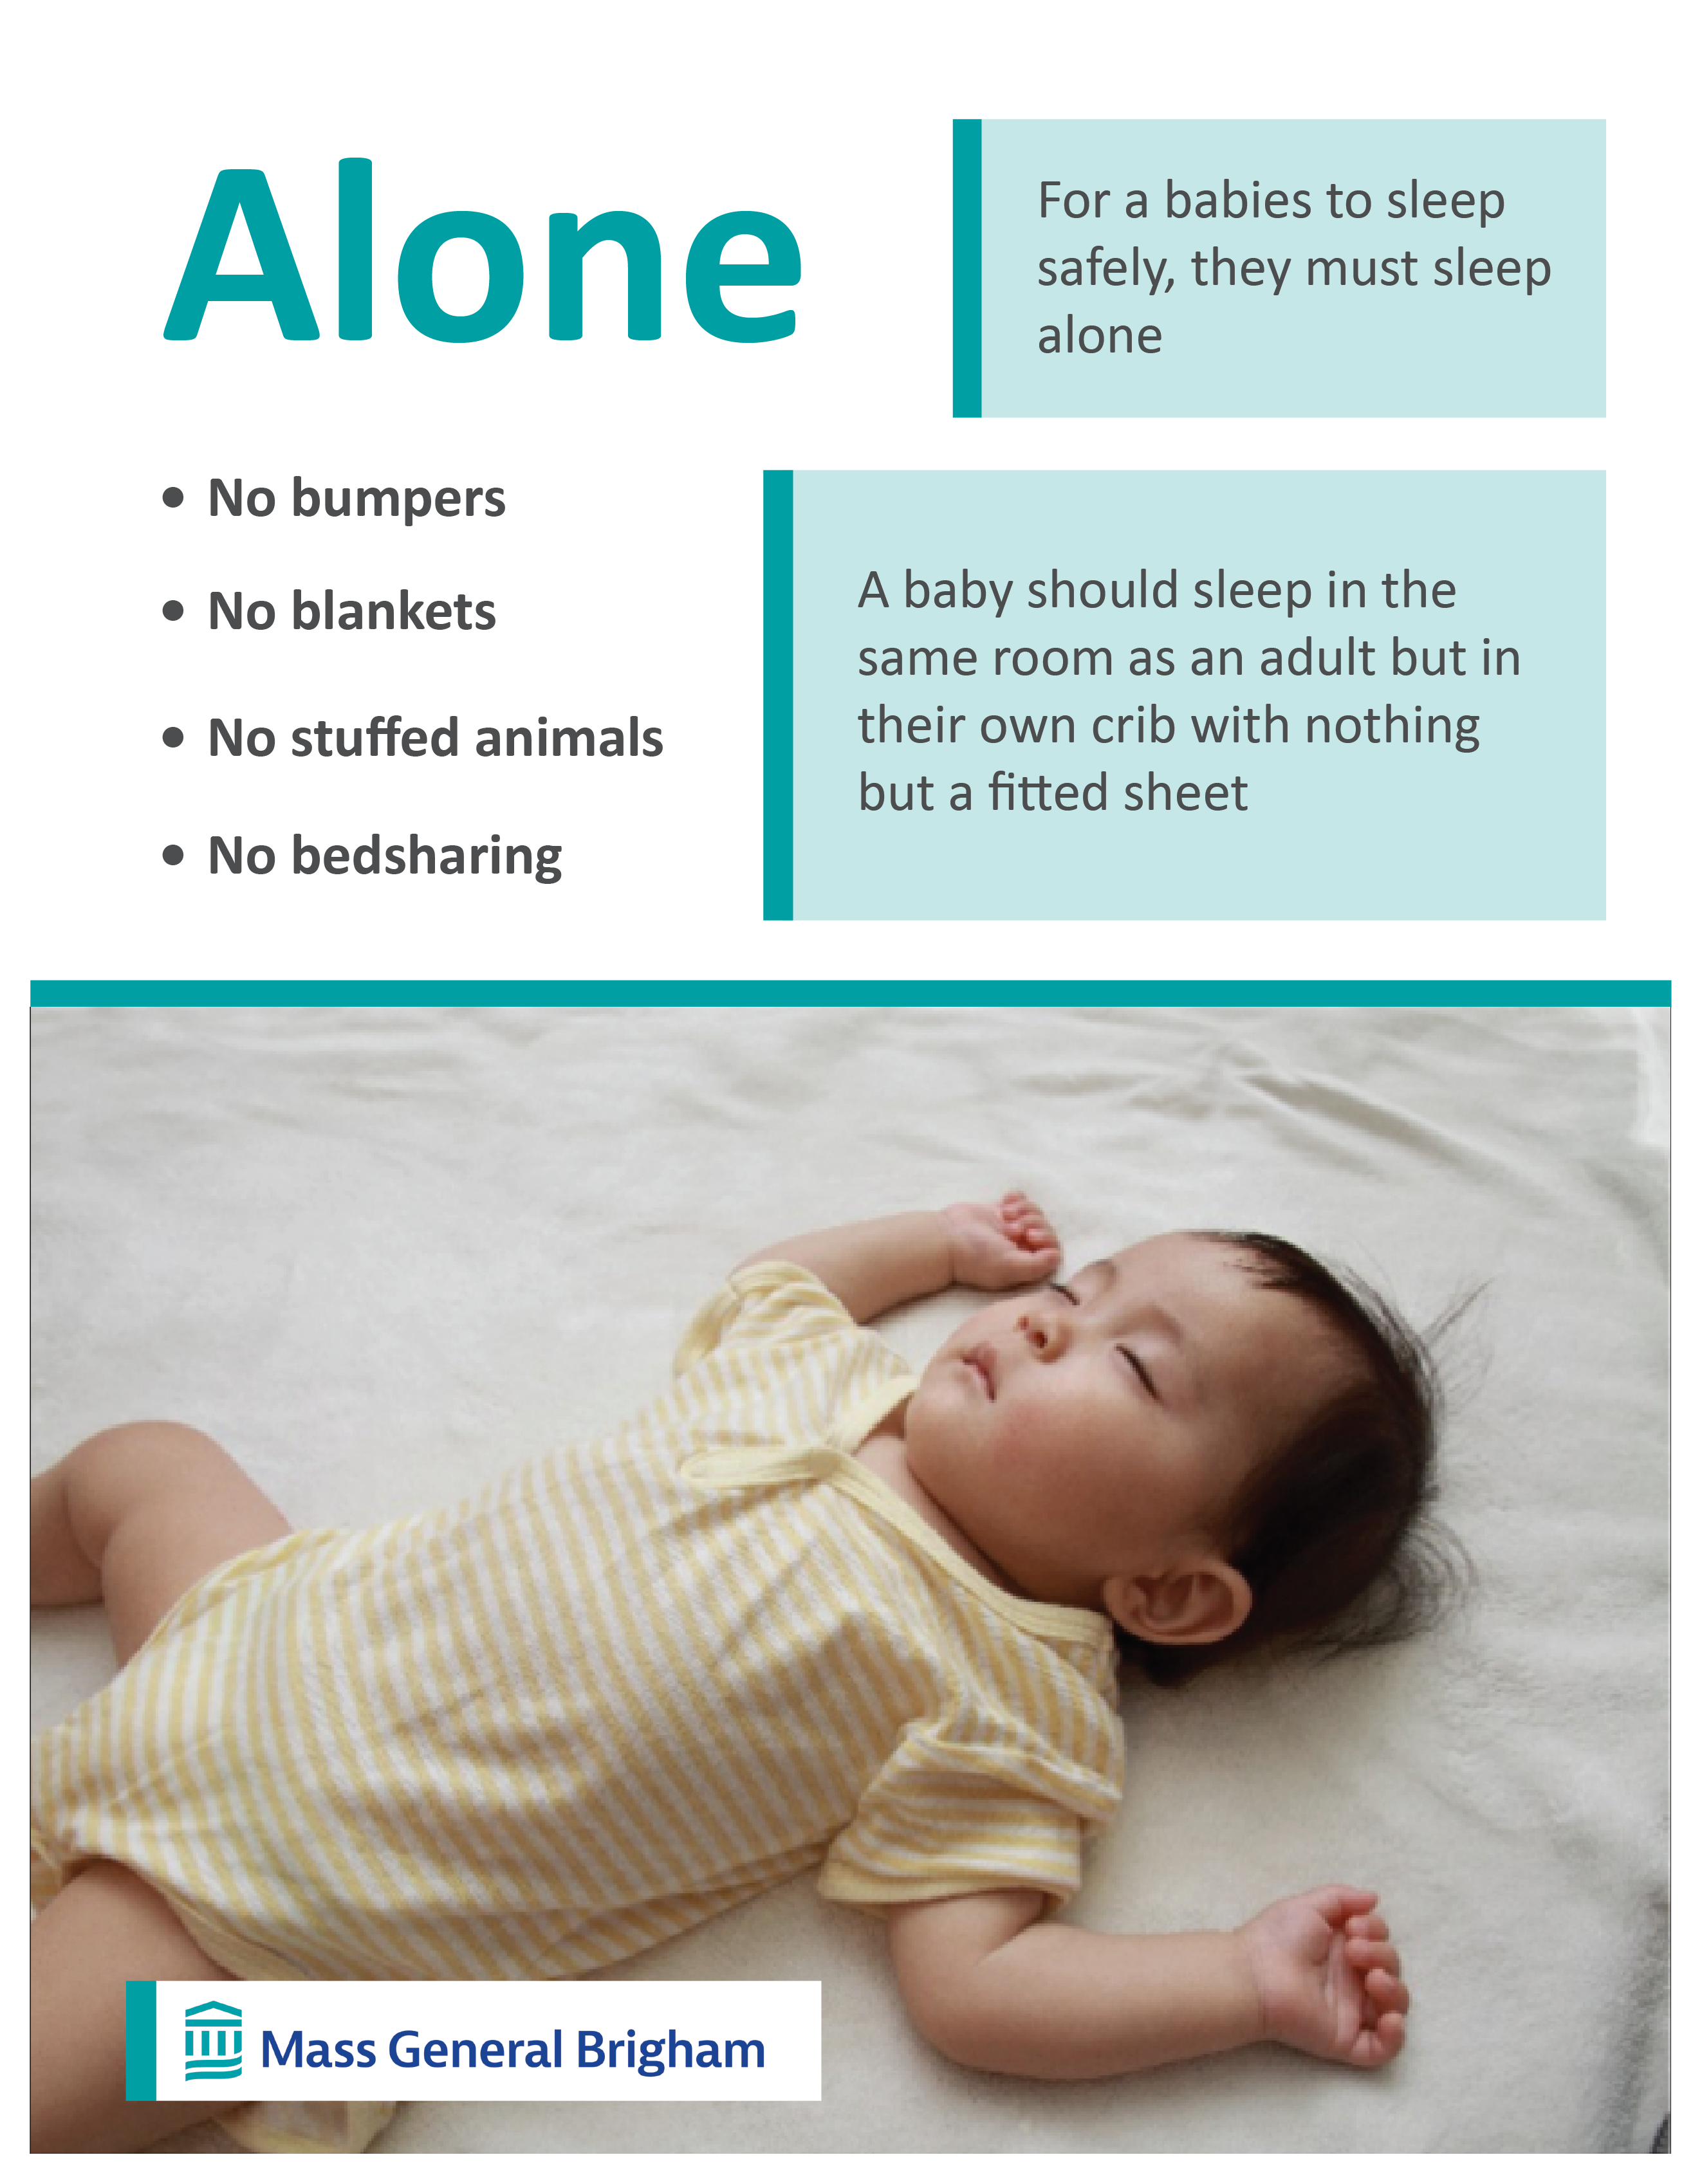 Alone
For a babies to sleep
safely, they must sleep
alone
• No bumpers
• No blankets
• No stuffed animals
• No bedsharing
A baby should sleep in the
same room as an adult but in
their own crib with nothing
but a fitted sheet
Mass General Brigham